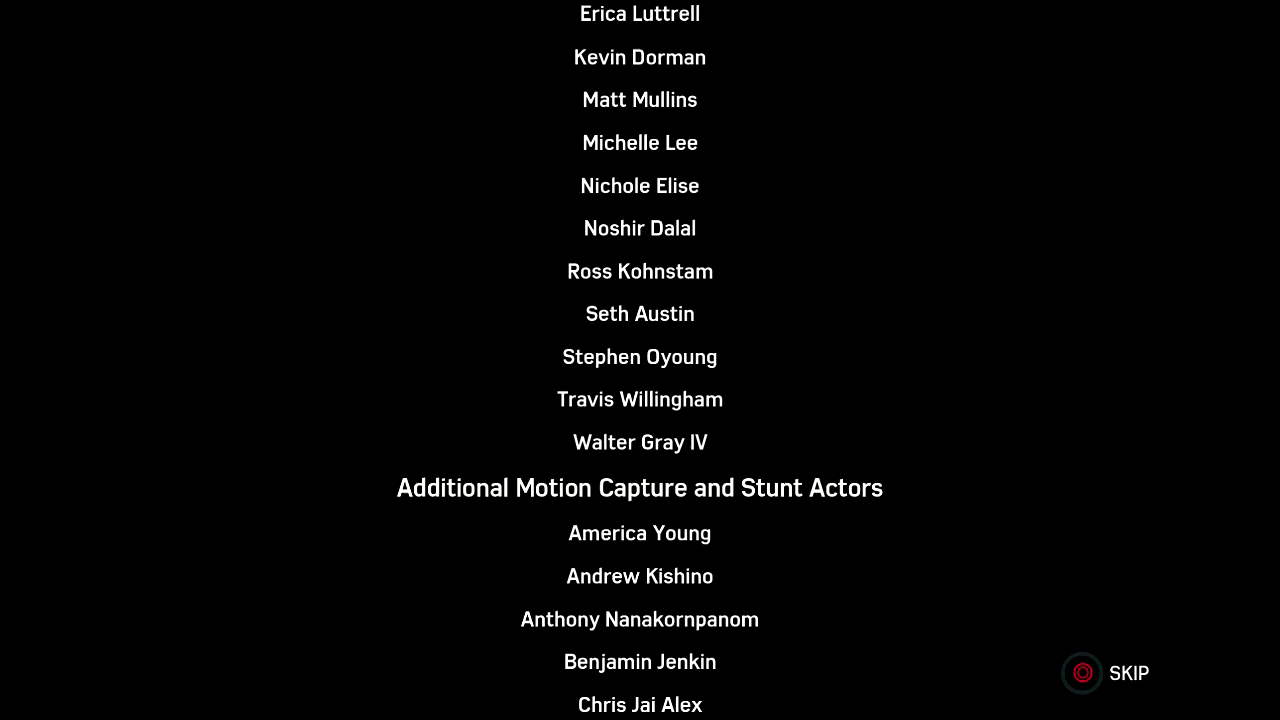 Erica Luttrell
Kevin Dorman
Matt Mullins
Michelle Lee
Nichole Elise
Noshir Dalal
Ross Kohnstam
Seth Austin
Stephen Oyoung
Travis Willingham
Walter Gray IV
Additional Motion Capture and Stunt Actors
America Young
Andrew Kishino
Anthony Nanakornpanom
Benjamin Jenkin
Chris Jai Alex
SKIP